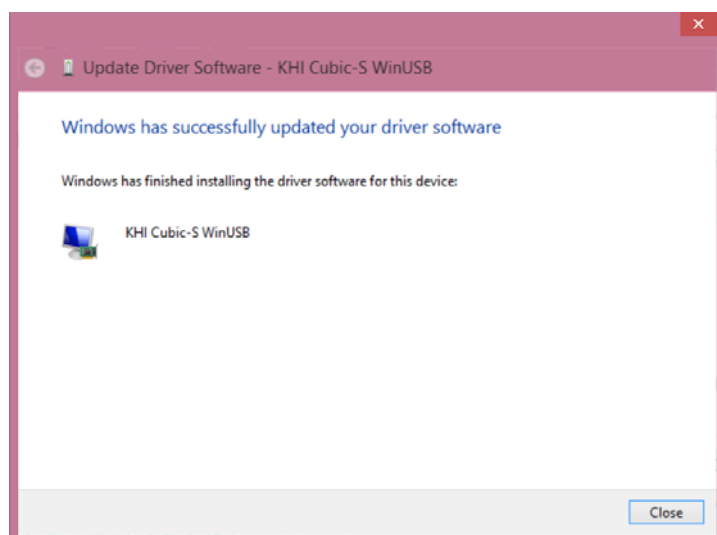 Update Driver Software - KHI Cubic-S WinUSB
Windows has successfully updated your driver software
Windows has finished installing the driver software for this device:
KHI Cubic-S WinUSB
Close